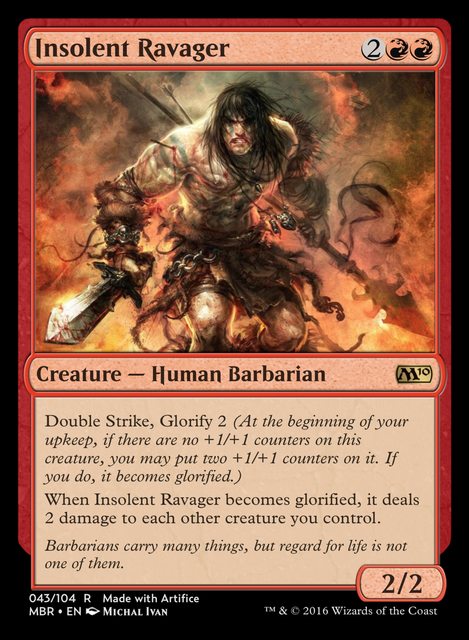 Insolent Ravager 2
Creature — Human Barbarian M10
Double Strike, Glorify 2 (At the beginning of your
upkeep, if there are no +1/+1 counters on this
creature, you may put two +1/+1 counters on it. If
you do, it becomes glorified.)
When Insolent Ravager becomes glorified, it deals
2 damage to each other creature you control.
Barbarians carry many things, but regard for life is not
one of them.
2/2
043/104 R Made with Artifice
MBR • EN Michal Ivan ™ & © 2016 Wizards of the Coast